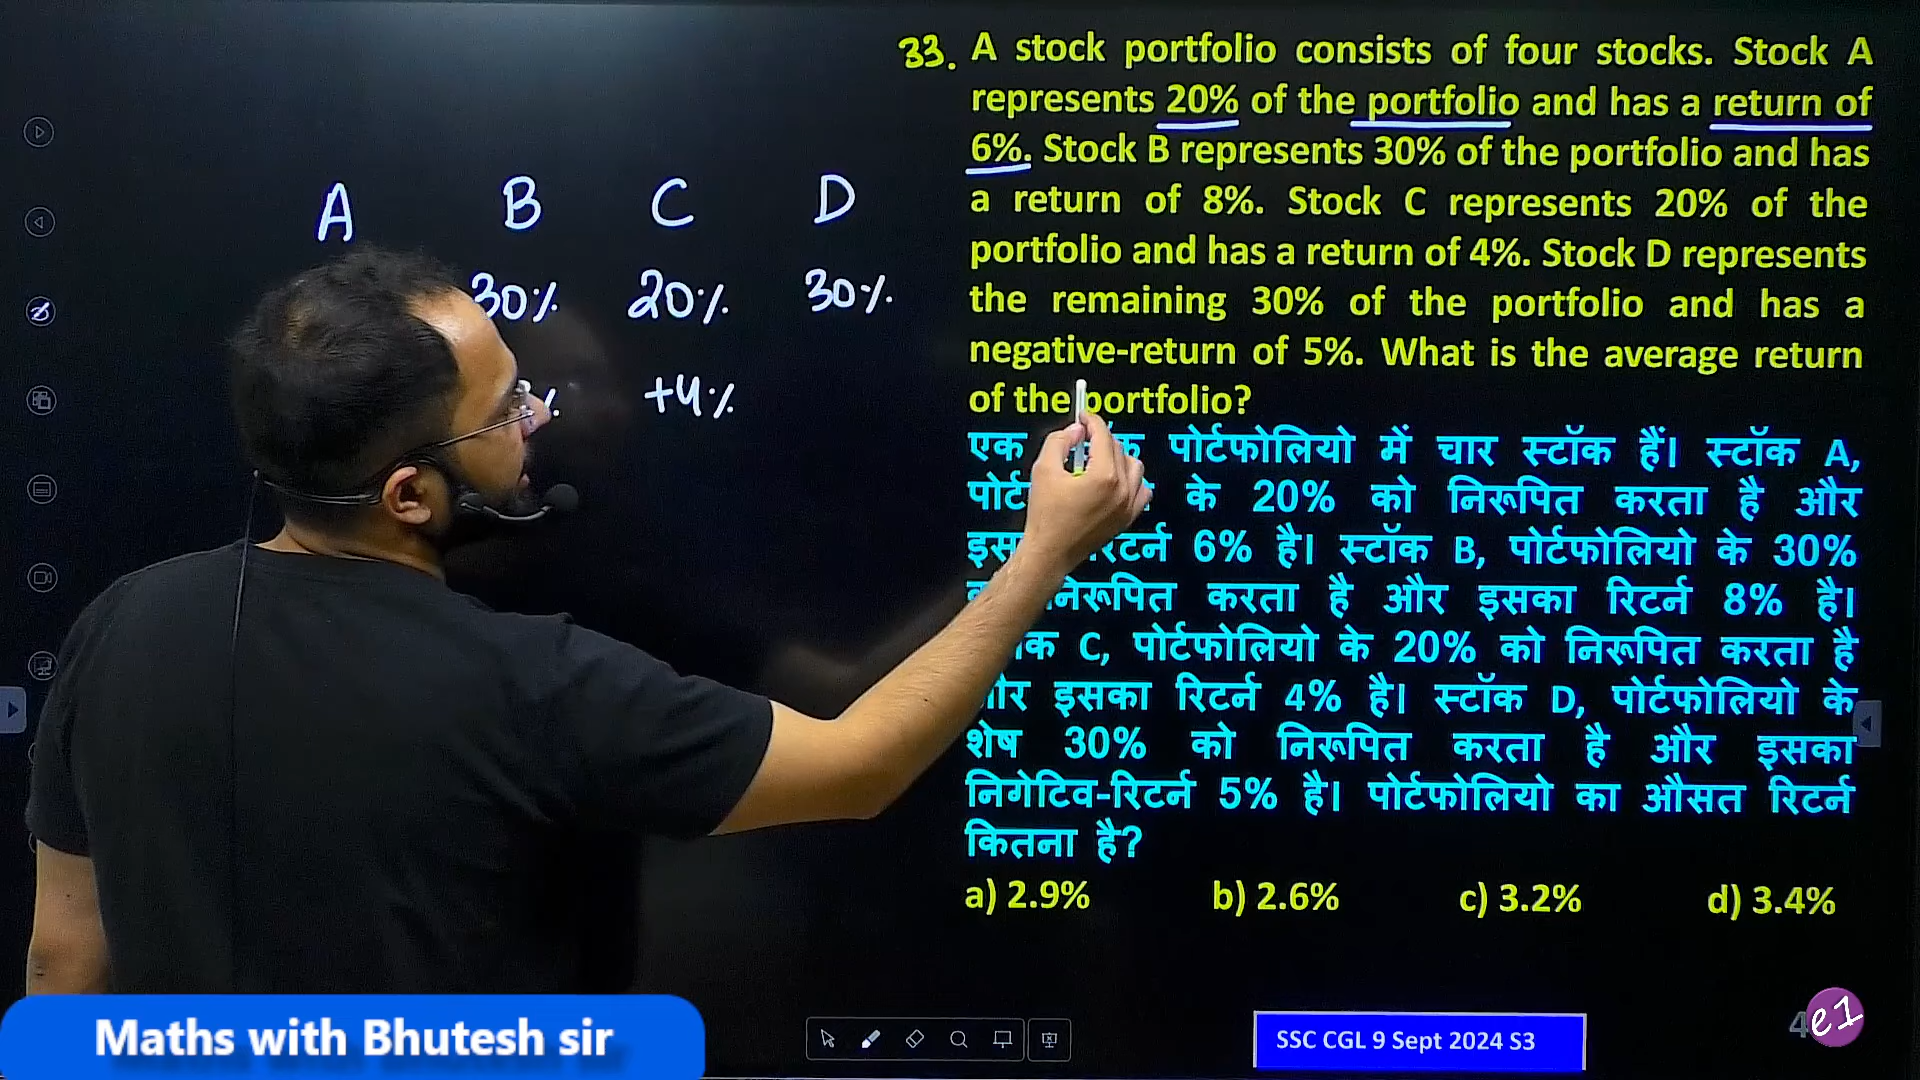 33. A stock portfolio consists of four stocks. Stock A
represents 20% of the portfolio and has a return of
6%. Stock B represents 30% of the portfolio and has
a return of 8%. Stock C represents 20% of the
portfolio and has a return of 4%. Stock D represents
the remaining 30% of the portfolio and has a
negative-return of 5%. What is the average return
of the portfolio?
A B C D
30% 20% 30%
% +4%
एक पोर्टफोलियो में चार स्टॉक हैं। स्टॉक A,
के 20% को निरूपित करता है और
6% है। स्टॉक B, पोर्टफोलियो के 30%
निरूपित करता है और इसका रिटर्न 8% है।
C, पोर्टफोलियो के 20% को निरूपित करता है
इसका रिटर्न 4% है। स्टॉक D, पोर्टफोलियो के
शेष 30% को निरूपित करता है और इसका
निगेटिव-रिटर्न 5% है। पोर्टफोलियो का औसत रिटर्न
कितना है?
a) 2.9% b) 2.6% c) 3.2% d) 3.4%
Maths with Bhutesh sir
SSC CGL 9 Sept 2024 S3
e1